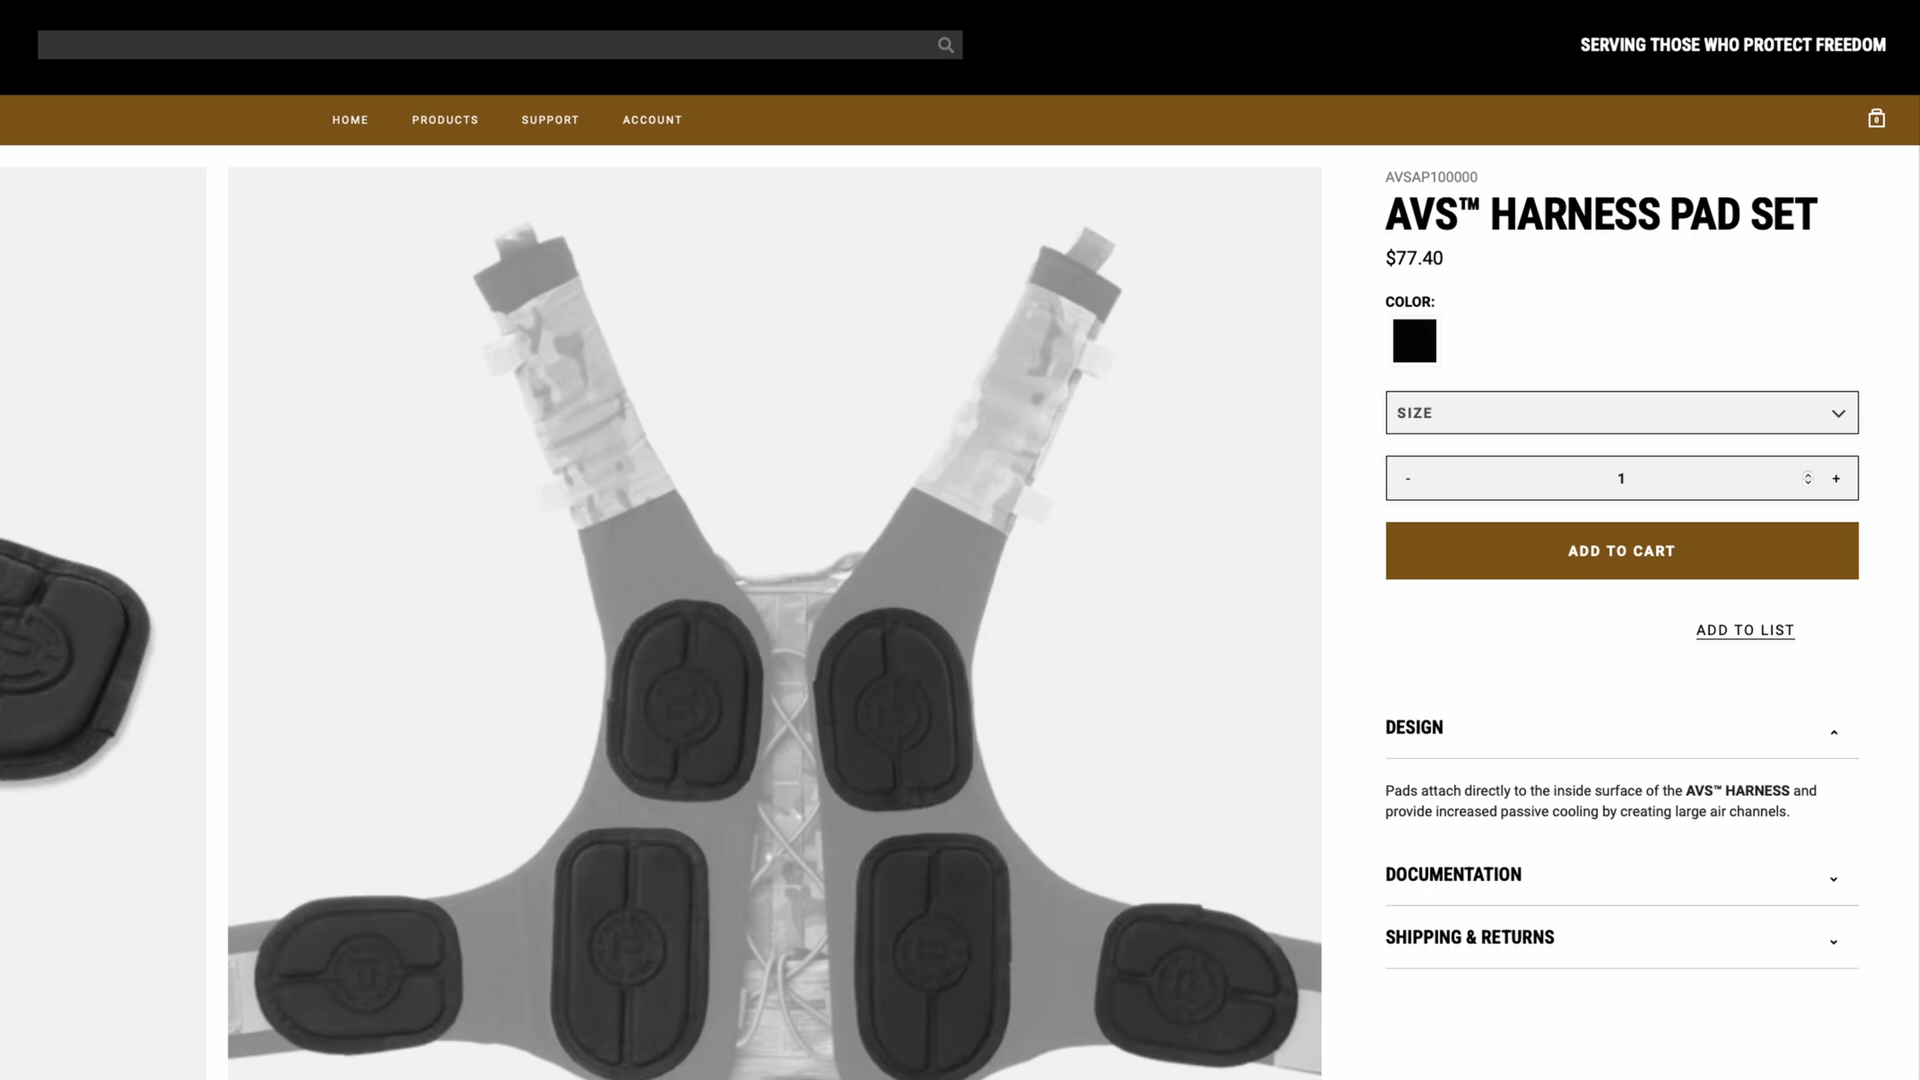 SERVING THOSE WHO PROTECT FREEDOM
HOME PRODUCTS SUPPORT ACCOUNT
0
AVSAP100000
AVS™ HARNESS PAD SET
$77.40
COLOR:
SIZE
- 1 +
ADD TO CART
ADD TO LIST
DESIGN
Pads attach directly to the inside surface of the AVS™ HARNESS and
provide increased passive cooling by creating large air channels.
DOCUMENTATION
SHIPPING & RETURNS